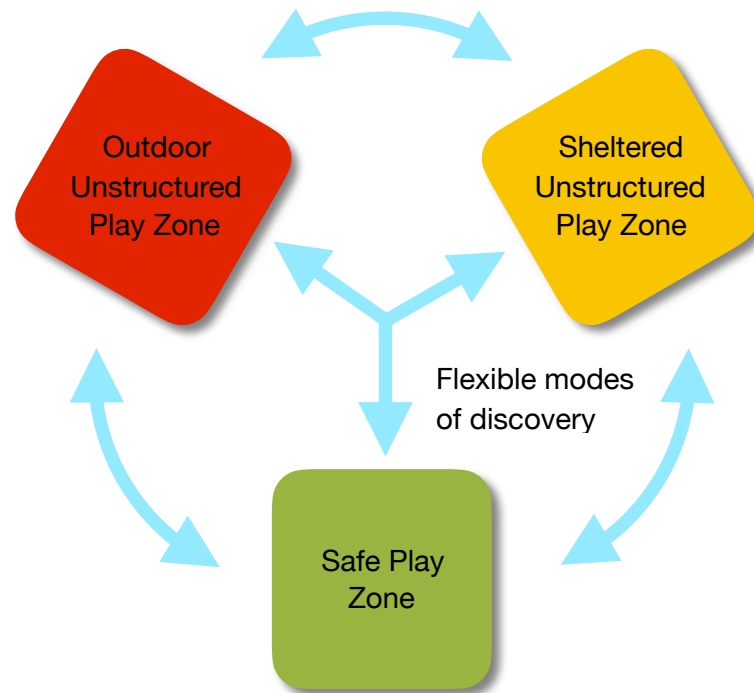 Outdoor
Unstructured
Play Zone
Sheltered
Unstructured
Play Zone
Flexible modes
of discovery
Safe Play
Zone